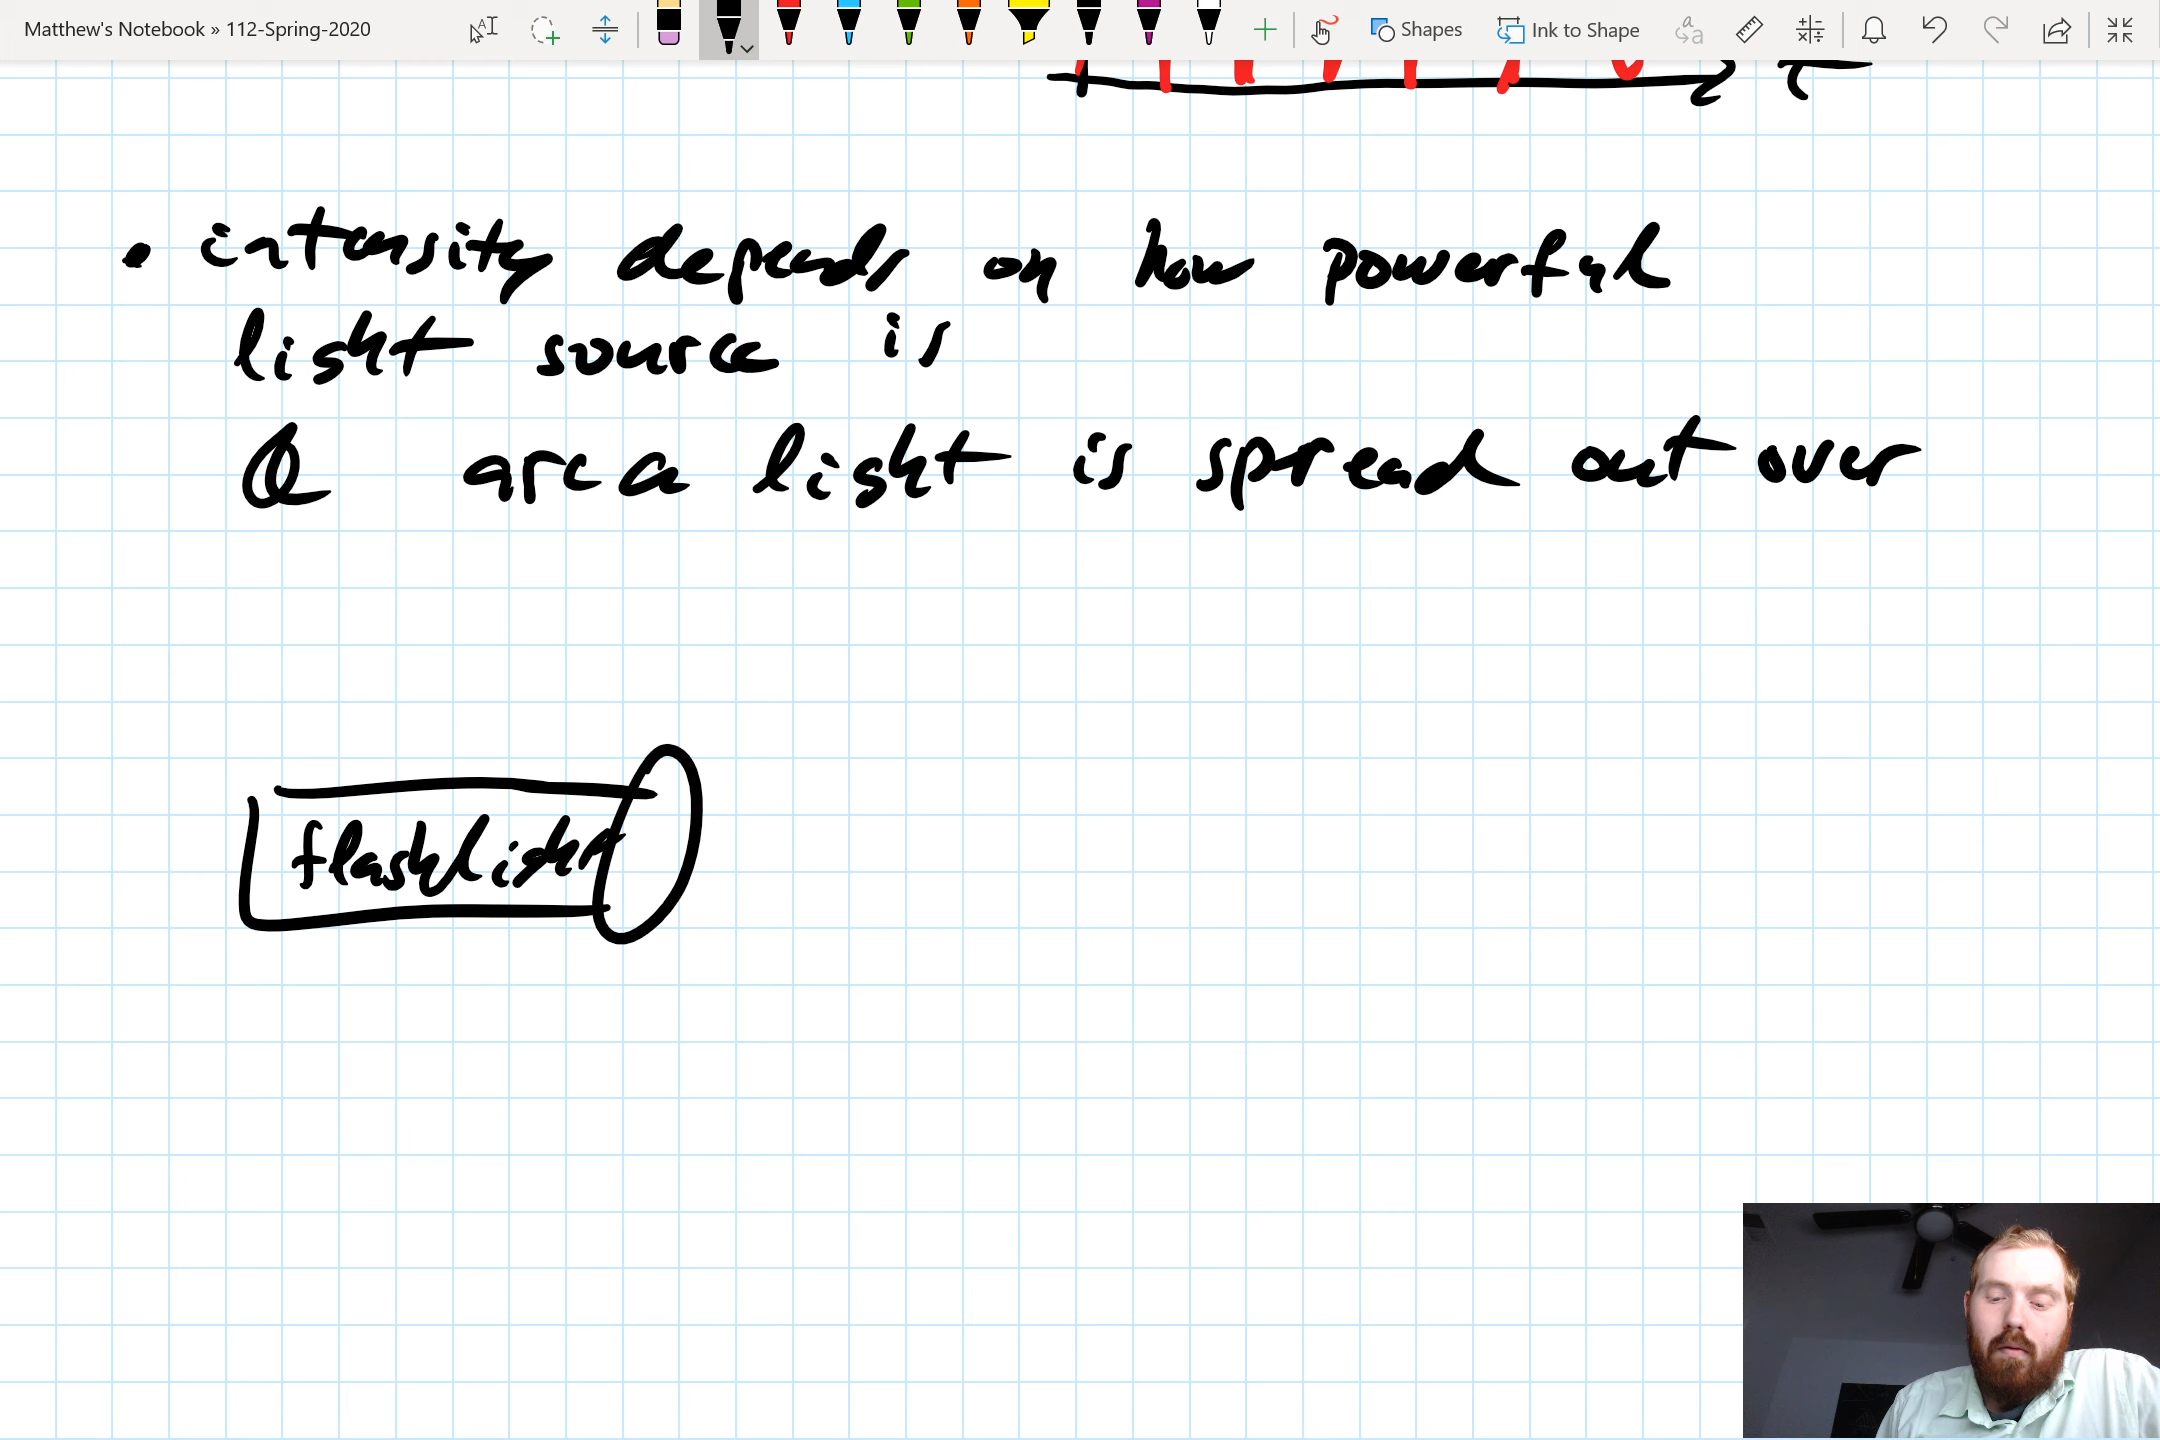 Matthew's Notebook » 112-Spring-2020
Shapes
Ink to Shape
t
• intensity depends on how powerful
light source is
& area light is spread out over
flashlight